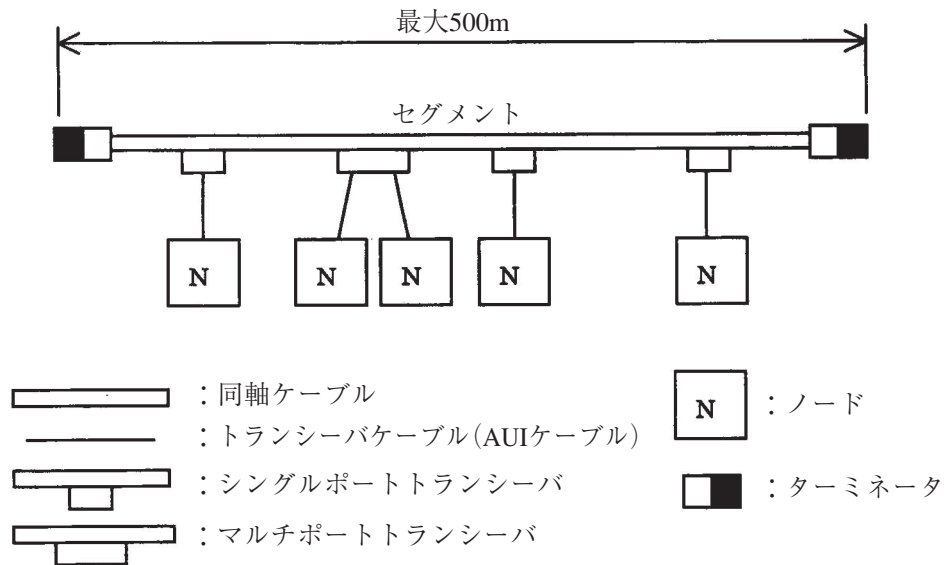 最大500m
セグメント
N N N N N
:同軸ケーブル
:トランシーバケーブル(AUIケーブル)
:シングルポートトランシーバ
:マルチポートトランシーバ
N :ノード
:ターミネータ